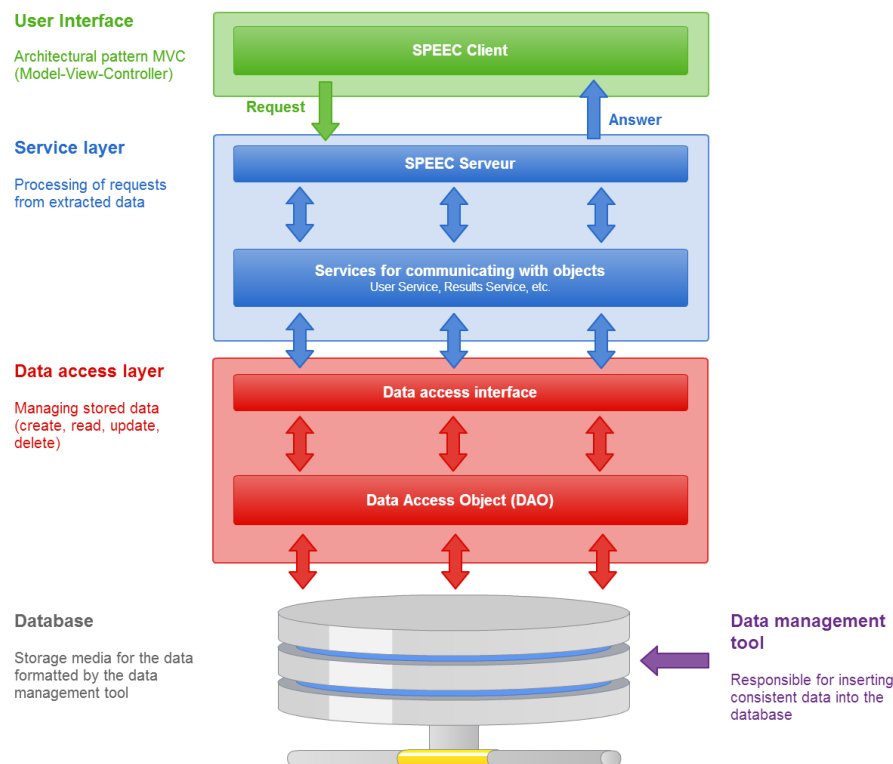 User Interface
Architectural pattern MVC
(Model-View-Controller)
SPEEC Client
Request
Answer
Service layer
Processing of requests
from extracted data
SPEEC Serveur
Services for communicating with objects
User Service, Results Service, etc.
Data access layer
Managing stored data
(create, read, update,
delete)
Data access interface
Data Access Object (DAO)
Database
Storage media for the data
formatted by the data
management tool
Data management
tool
Responsible for inserting
consistent data into the
database